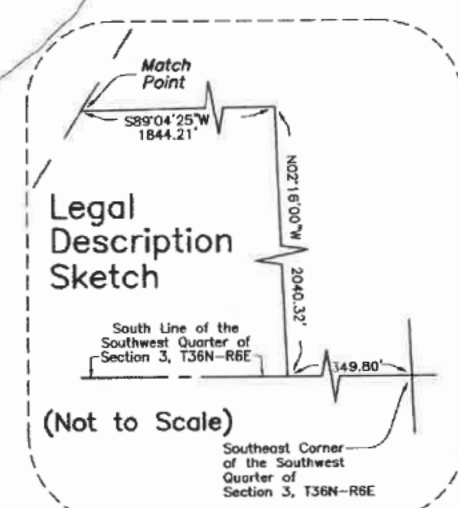 Match
Point
S89°04'25"W
1844.21'
N02°16'00"W
2040.32'
Legal
Description
Sketch
South Line of the
Southwest Quarter of
Section 3, T36N-R6E
349.80'
(Not to Scale)
Southeast Corner
of the Southwest
Quarter of
Section 3, T36N-R6E